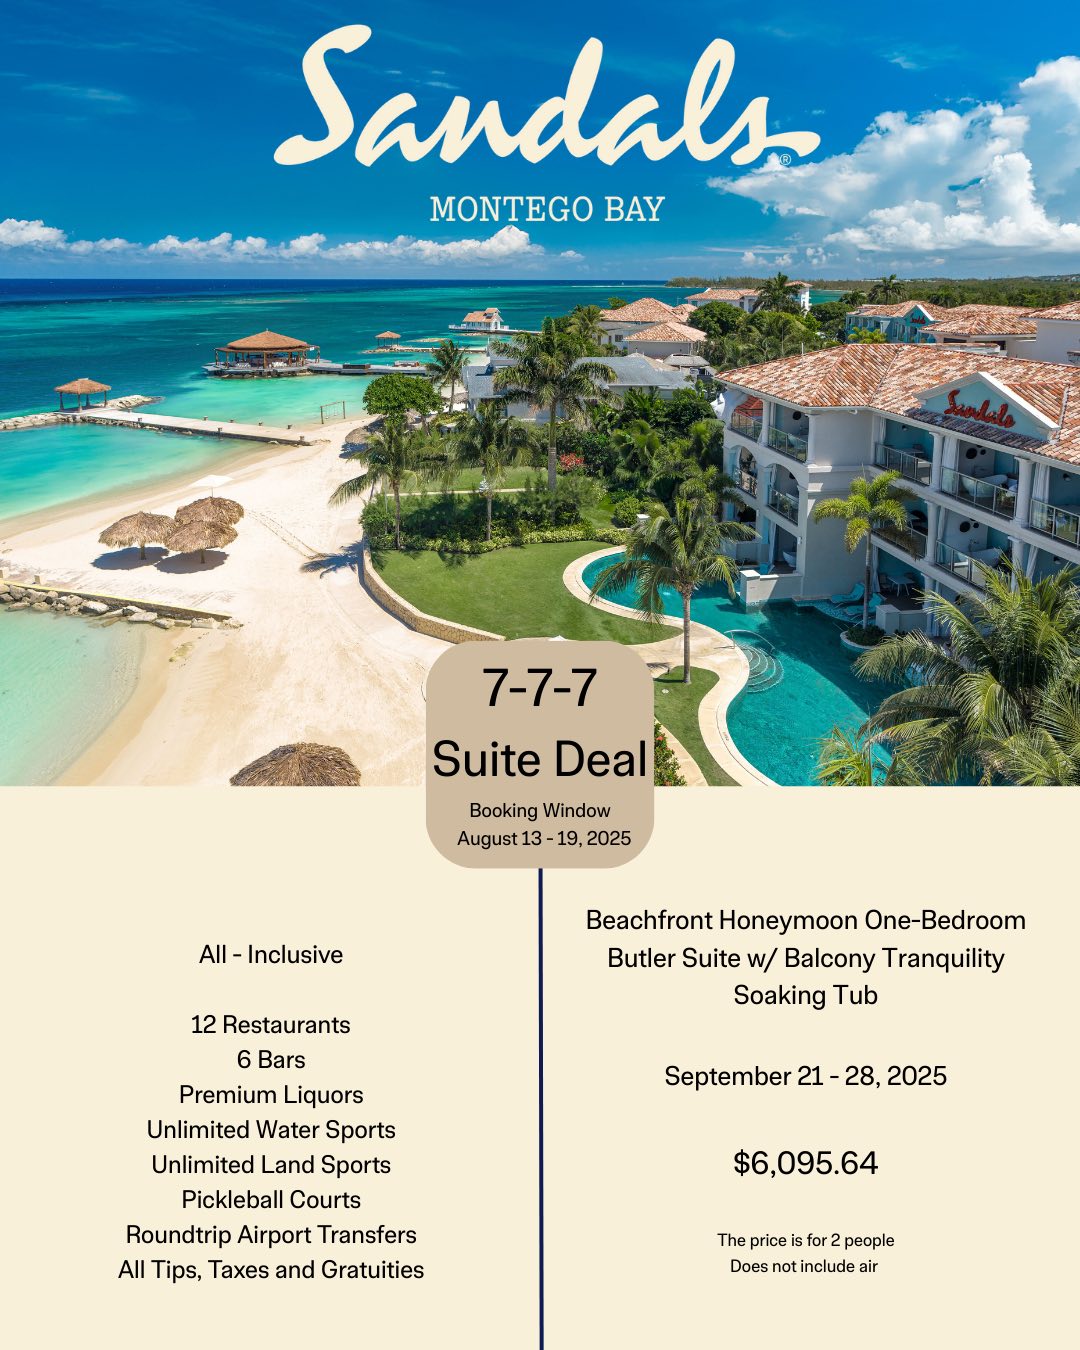 Sandals®
MONTEGO BAY
Sandals
7-7-7
Suite Deal
Booking Window
August 13 - 19, 2025
All - Inclusive
12 Restaurants
6 Bars
Premium Liquors
Unlimited Water Sports
Unlimited Land Sports
Pickleball Courts
Roundtrip Airport Transfers
All Tips, Taxes and Gratuities
Beachfront Honeymoon One-Bedroom
Butler Suite w/ Balcony Tranquility
Soaking Tub
September 21 - 28, 2025
$6,095.64
The price is for 2 people
Does not include air